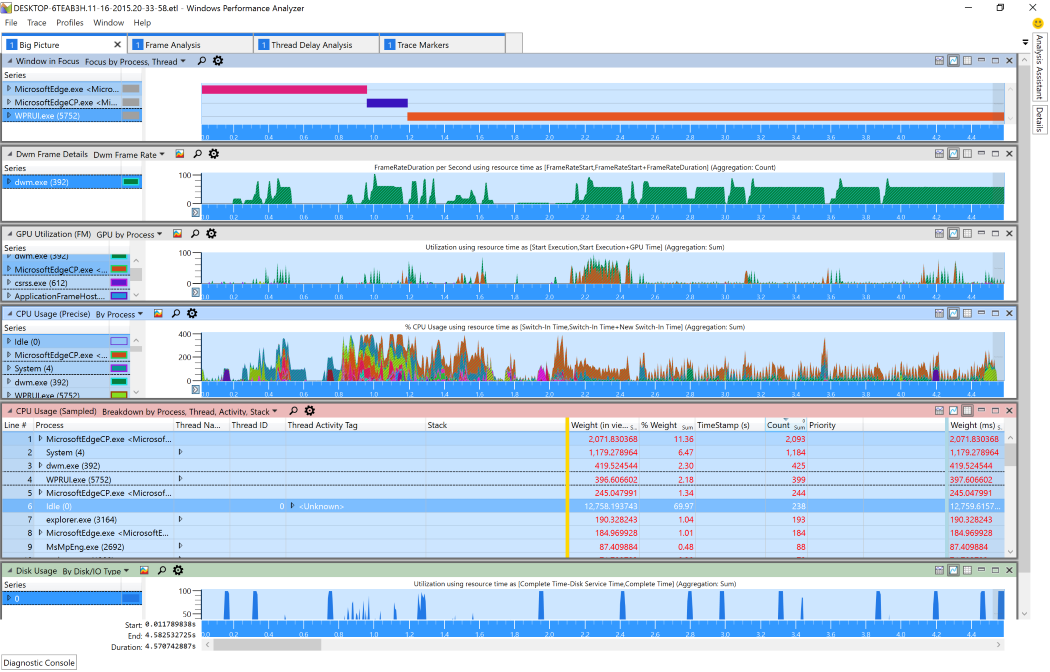 DESKTOP-6TEAB3H.11-16-2015.20-33-58.etl - Windows Performance Analyzer
File Trace Profiles Window Help
1 Big Picture 1 Frame Analysis 1 Thread Delay Analysis 1 Trace Markers
Analysis Assistant
Details
Window in Focus Focus by Process, Thread
Series
MicrosoftEdge.exe <Micro...
MicrosoftEdgeCP.exe <Mi...
WPRUI.exe (5752)
0.0 0.2 0.4 0.6 0.8 1.0 1.2 1.4 1.6 1.8 2.0 2.2 2.4 2.6 2.8 3.0 3.2 3.4 3.6 3.8 4.0 4.2 4.4
Dwm Frame Details Dwm Frame Rate
Series
dwm.exe (392)
FrameRateDuration per Second using resource time as [FrameRateStart,FrameRateStart+FrameRateDuration] (Aggregation: Count)
100
0
0.0 0.2 0.4 0.6 0.8 1.0 1.2 1.4 1.6 1.8 2.0 2.2 2.4 2.6 2.8 3.0 3.2 3.4 3.6 3.8 4.0 4.2 4.4
GPU Utilization (FM) GPU by Process
Series
dwm.exe (392)
MicrosoftEdgeCP.exe <...
csrss.exe (612)
ApplicationFrameHost....
Utilization using resource time as [Start Execution,Start Execution+GPU Time] (Aggregation: Sum)
100
0
0.0 0.2 0.4 0.6 0.8 1.0 1.2 1.4 1.6 1.8 2.0 2.2 2.4 2.6 2.8 3.0 3.2 3.4 3.6 3.8 4.0 4.2 4.4
CPU Usage (Precise) By Process
Series
Idle (0)
MicrosoftEdgeCP.exe <...
System (4)
dwm.exe (392)
WPRUI.exe (5752)
% CPU Usage using resource time as [Switch-In Time,Switch-In Time+New Switch-In Time] (Aggregation: Sum)
400
200
0
0.0 0.2 0.4 0.6 0.8 1.0 1.2 1.4 1.6 1.8 2.0 2.2 2.4 2.6 2.8 3.0 3.2 3.4 3.6 3.8 4.0 4.2 4.4
CPU Usage (Sampled) Breakdown by Process, Thread, Activity, Stack
Line # Process Thread Na... Thread ID Thread Activity Tag Stack Weight (in vie... S... % Weight Sum TimeStamp (s) Count Sum Priority Weight (ms) S...
1 MicrosoftEdgeCP.exe <Microsof... 2,071.830368 11.36 2,093 2,071.830368
2 System (4) 1,179.278964 6.47 1,184 1,179.278964
3 dwm.exe (392) 419.524544 2.30 425 419.524544
4 WPRUI.exe (5752) 396.606602 2.18 399 397.606602
5 MicrosoftEdgeCP.exe <Microsof... 245.047991 1.34 244 245.047991
6 Idle (0) 0 <Unknown> 12,758.193743 69.97 238 12,759.6157...
7 explorer.exe (3164) 190.328243 1.04 193 190.328243
8 MicrosoftEdge.exe <MicrosoftE... 184.969928 1.01 184 184.969928
9 MsMpEng.exe (2692) 87.409884 0.48 88 87.409884
Disk Usage By Disk/IO Type
Series
0
Utilization using resource time as [Complete Time-Disk Service Time,Complete Time] (Aggregation: Sum)
100
50
0.0 0.2 0.4 0.6 0.8 1.0 1.2 1.4 1.6 1.8 2.0 2.2 2.4 2.6 2.8 3.0 3.2 3.4 3.6 3.8 4.0 4.2 4.4
Start: 0.011789838s
End: 4.582532725s
Duration: 4.570742887s
Diagnostic Console